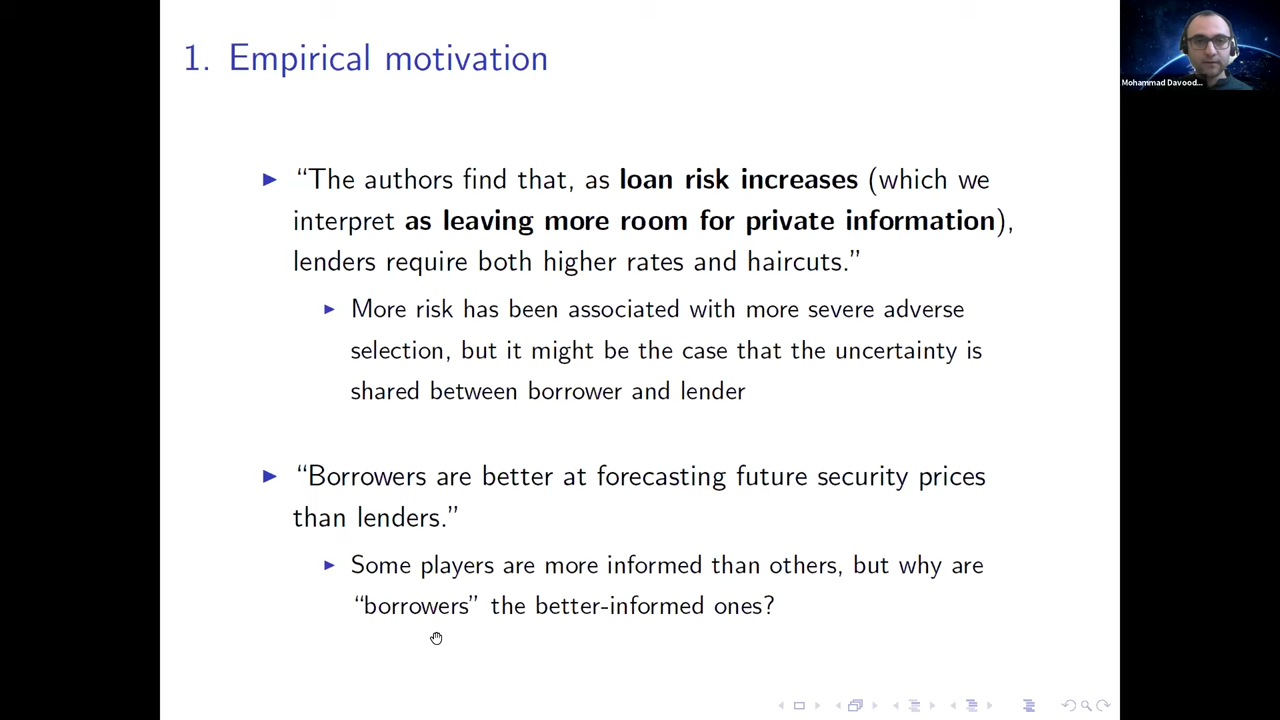 1. Empirical motivation
Mohammad Davood...
“The authors find that, as loan risk increases (which we
interpret as leaving more room for private information),
lenders require both higher rates and haircuts.”
More risk has been associated with more severe adverse
selection, but it might be the case that the uncertainty is
shared between borrower and lender
“Borrowers are better at forecasting future security prices
than lenders.”
Some players are more informed than others, but why are
“borrowers” the better-informed ones?